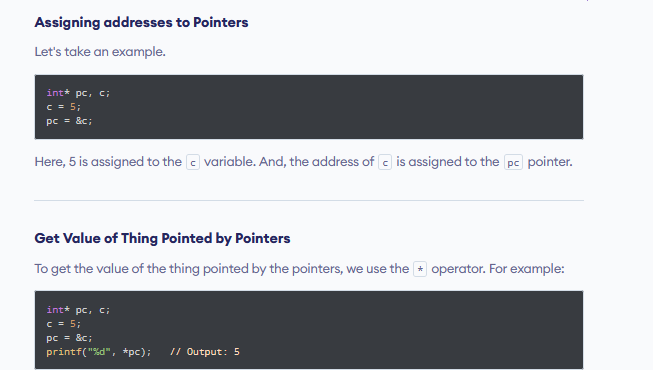 Assigning addresses to Pointers
Let's take an example.
int* pc, c;
c = 5;
pc = &c;
Here, 5 is assigned to the c variable. And, the address of c is assigned to the pc pointer.
Get Value of Thing Pointed by Pointers
To get the value of the thing pointed by the pointers, we use the * operator. For example:
int* pc, c;
c = 5;
pc = &c;
printf("%d", *pc);   // Output: 5